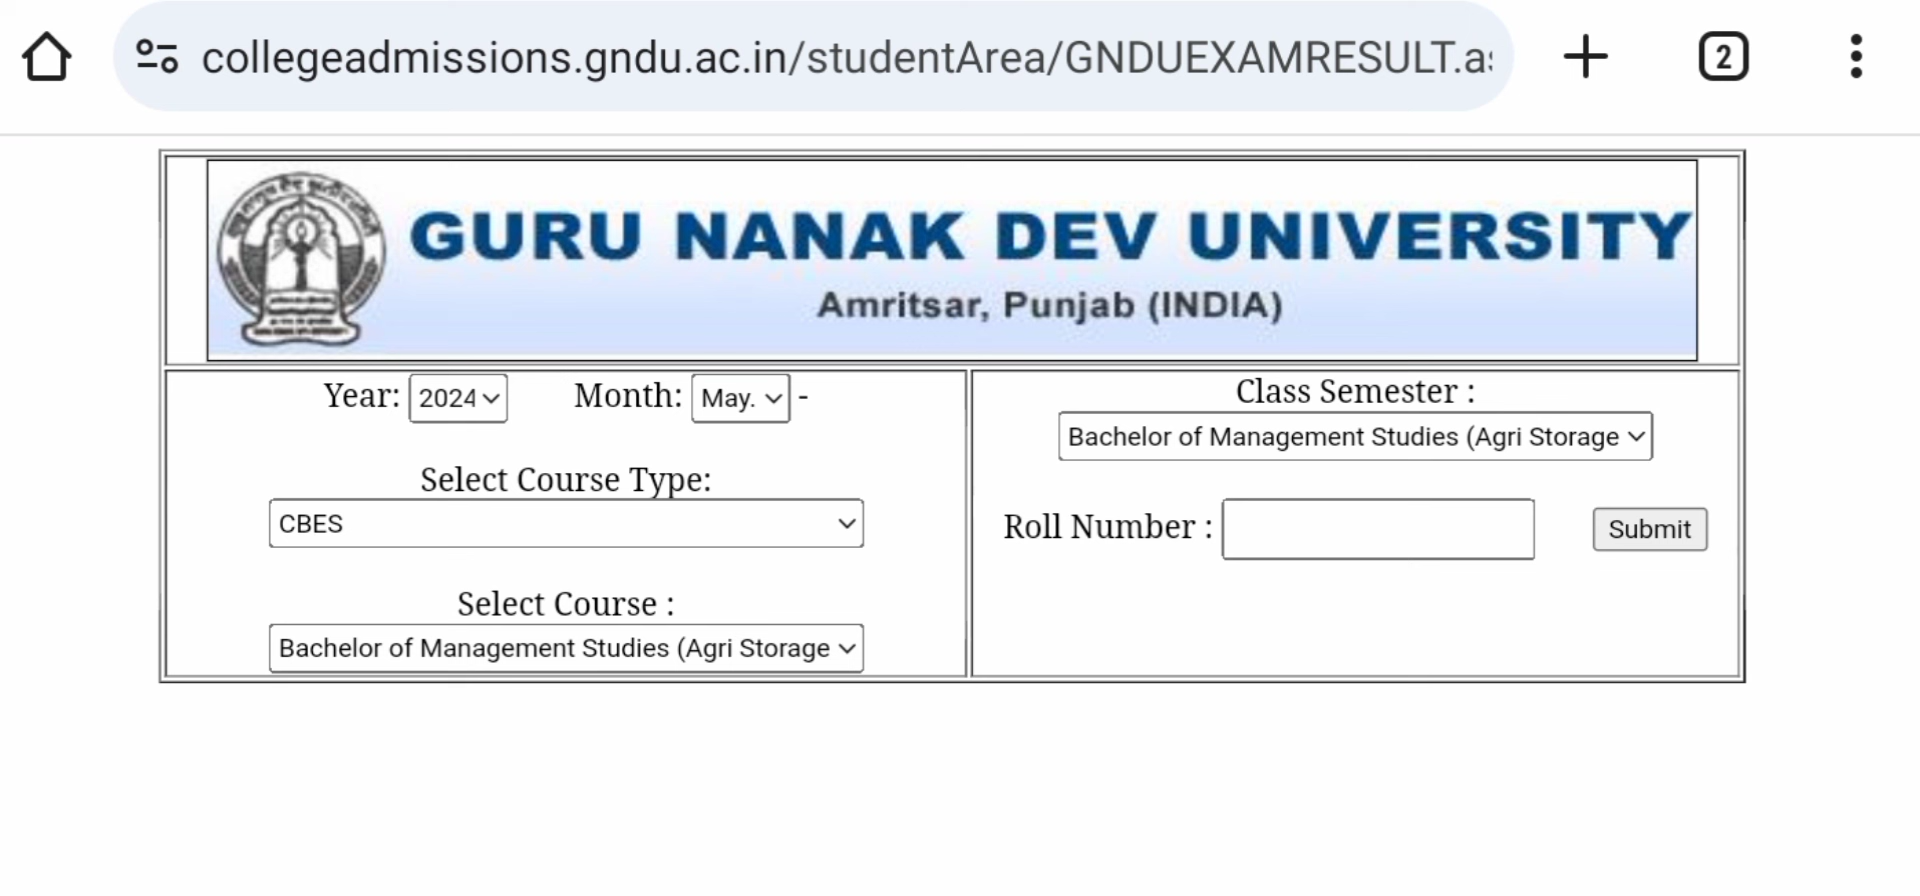 collegeadmissions.gndu.ac.in/studentArea/GNDUEXAMRESULT.as
2
GURU NANAK DEV UNIVERSITY
Amritsar, Punjab (INDIA)
Year: 2024 Month: May. -
Select Course Type:
CBES
Select Course :
Bachelor of Management Studies (Agri Storage
Class Semester :
Bachelor of Management Studies (Agri Storage
Roll Number : Submit